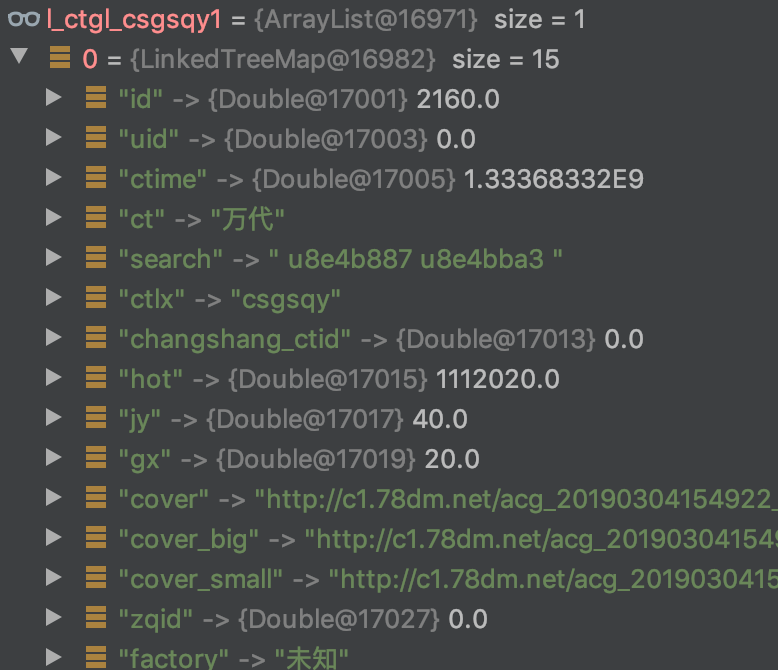 l_ctgl_csgsqy1 = {ArrayList@16971} size = 1
0 = {LinkedTreeMap@16982} size = 15
"id" -> {Double@17001} 2160.0
"uid" -> {Double@17003} 0.0
"ctime" -> {Double@17005} 1.33368332E9
"ct" -> "万代"
"search" -> " u8e4b887 u8e4bba3 "
"ctlx" -> "csgsqy"
"changshang_ctid" -> {Double@17013} 0.0
"hot" -> {Double@17015} 1112020.0
"jy" -> {Double@17017} 40.0
"gx" -> {Double@17019} 20.0
"cover" -> "http://c1.78dm.net/acg_20190304154922_
"cover_big" -> "http://c1.78dm.net/acg_201903041549
"cover_small" -> "http://c1.78dm.net/acg_2019030415
"zqid" -> {Double@17027} 0.0
"factory" -> "未知"